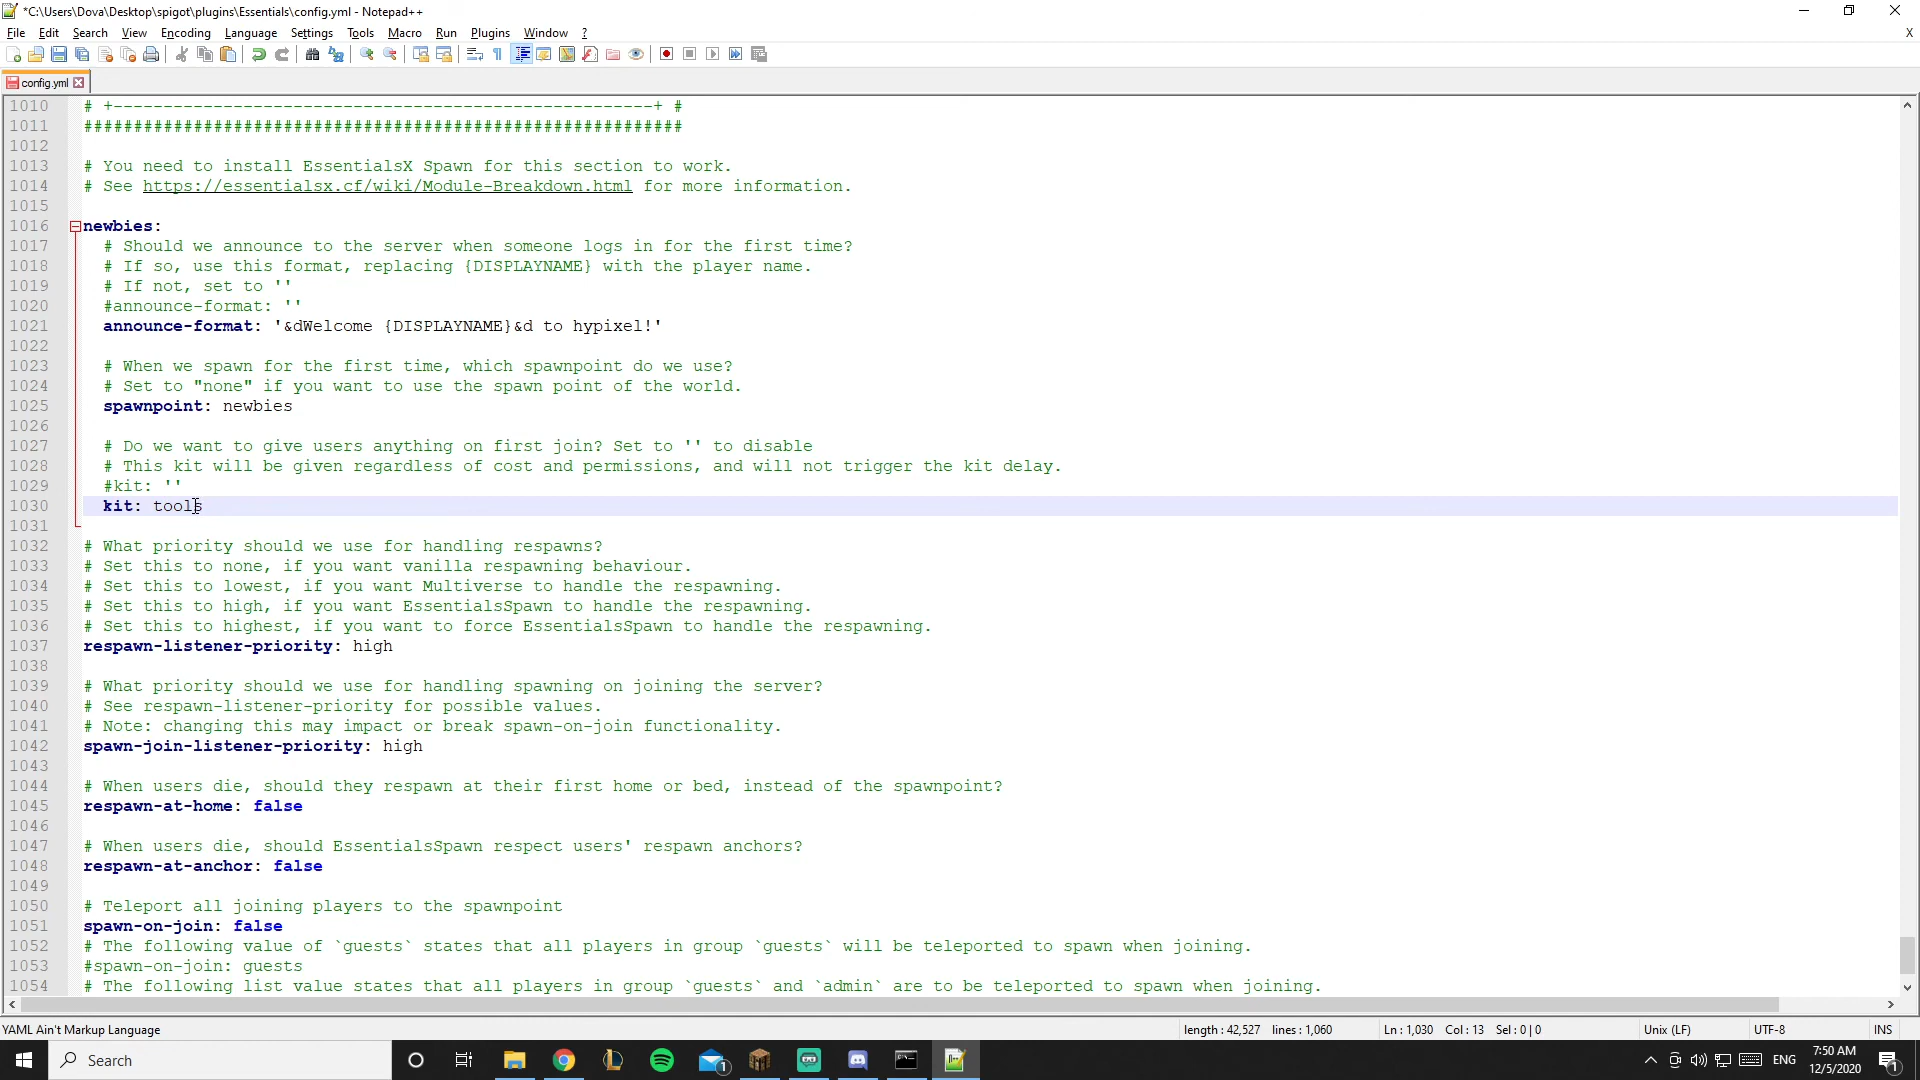 *C:\Users\Dova\Desktop\spigot\plugins\Essentials\config.yml - Notepad++
File Edit Search View Encoding Language Settings Tools Macro Run Plugins Window ? X
config.yml
1010 # +------------------------------------------------------+ #
1011 ############################################################
1012
1013 # You need to install EssentialsX Spawn for this section to work.
1014 # See https://essentialsx.cf/wiki/Module-Breakdown.html for more information.
1015
1016 newbies:
1017 # Should we announce to the server when someone logs in for the first time?
1018 # If so, use this format, replacing {DISPLAYNAME} with the player name.
1019 # If not, set to ''
1020 #announce-format: ''
1021 announce-format: '&dWelcome {DISPLAYNAME}&d to hypixel!'
1022
1023 # When we spawn for the first time, which spawnpoint do we use?
1024 # Set to "none" if you want to use the spawn point of the world.
1025 spawnpoint: newbies
1026
1027 # Do we want to give users anything on first join? Set to '' to disable
1028 # This kit will be given regardless of cost and permissions, and will not trigger the kit delay.
1029 #kit: ''
1030 kit: tools
1031
1032 # What priority should we use for handling respawns?
1033 # Set this to none, if you want vanilla respawning behaviour.
1034 # Set this to lowest, if you want Multiverse to handle the respawning.
1035 # Set this to high, if you want EssentialsSpawn to handle the respawning.
1036 # Set this to highest, if you want to force EssentialsSpawn to handle the respawning.
1037 respawn-listener-priority: high
1038
1039 # What priority should we use for handling spawning on joining the server?
1040 # See respawn-listener-priority for possible values.
1041 # Note: changing this may impact or break spawn-on-join functionality.
1042 spawn-join-listener-priority: high
1043
1044 # When users die, should they respawn at their first home or bed, instead of the spawnpoint?
1045 respawn-at-home: false
1046
1047 # When users die, should EssentialsSpawn respect users' respawn anchors?
1048 respawn-at-anchor: false
1049
1050 # Teleport all joining players to the spawnpoint
1051 spawn-on-join: false
1052 # The following value of `guests` states that all players in group `guests` will be teleported to spawn when joining.
1053 #spawn-on-join: guests
1054 # The following list value states that all players in group `guests` and `admin` are to be teleported to spawn when joining.
YAML Ain't Markup Language length : 42,527 lines : 1,060 Ln : 1,030 Col : 13 Sel : 0 | 0 Unix (LF) UTF-8 INS
Search 1 ENG 7:50 AM 1
12/5/2020